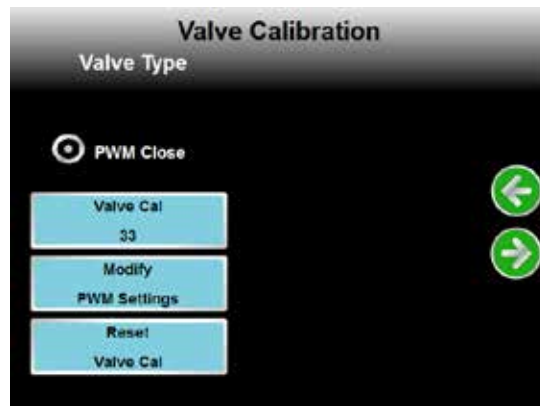 Valve Calibration
Valve Type
PWM Close
Valve Cal
33
Modify
PWM Settings
Reset
Valve Cal